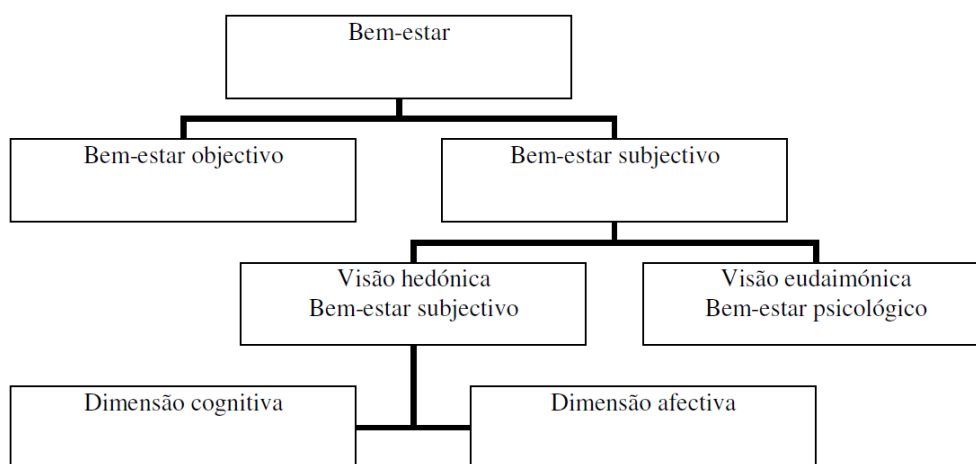 Bem-estar
Bem-estar objectivo
Bem-estar subjectivo
Visão hedónica
Bem-estar subjectivo
Visão eudaimónica
Bem-estar psicológico
Dimensão cognitiva
Dimensão afectiva